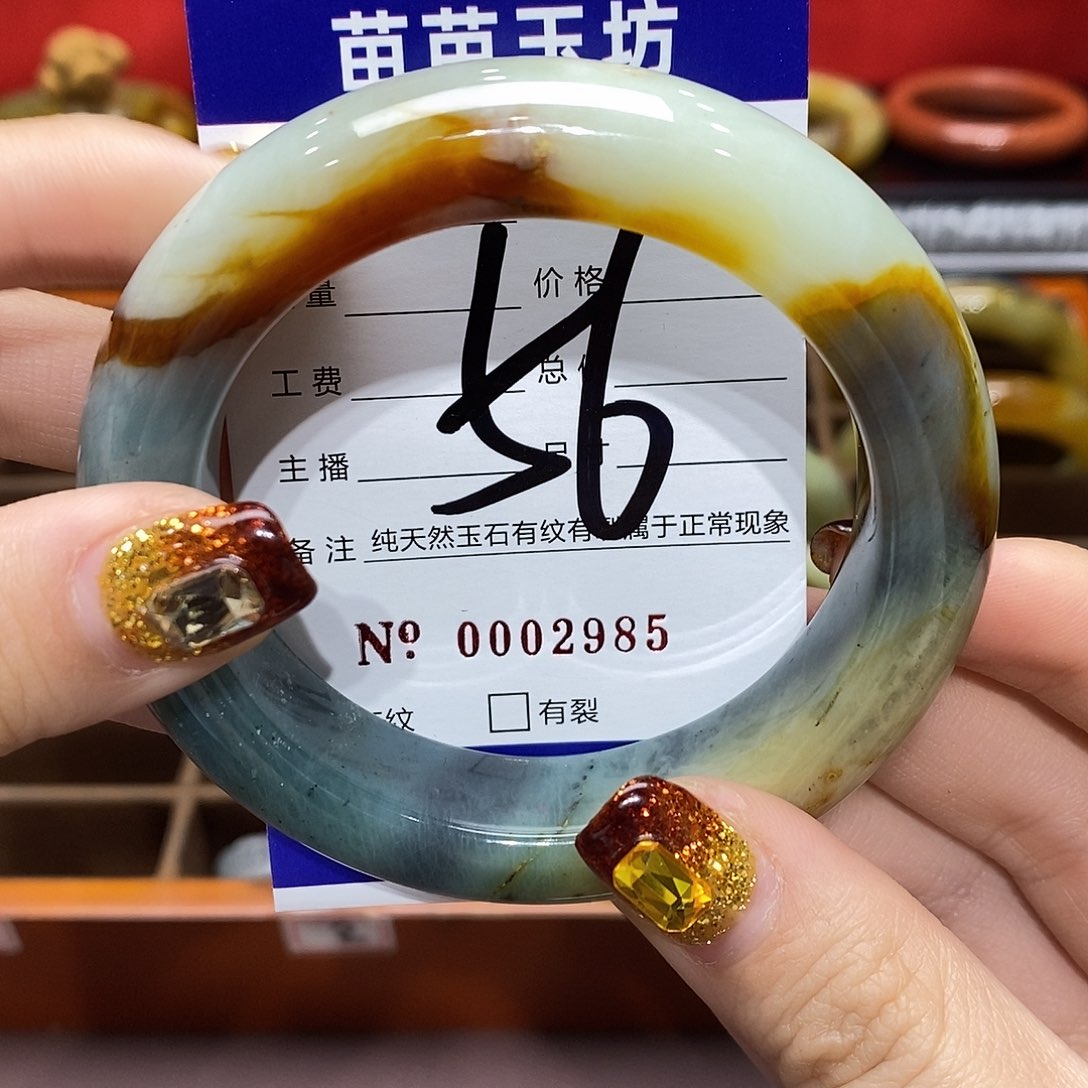 苗苗玉坊
量 价格
工费 总
主播
备注 纯天然玉石有纹有裂属于正常现象
56
Nº 0002985
纹 有裂